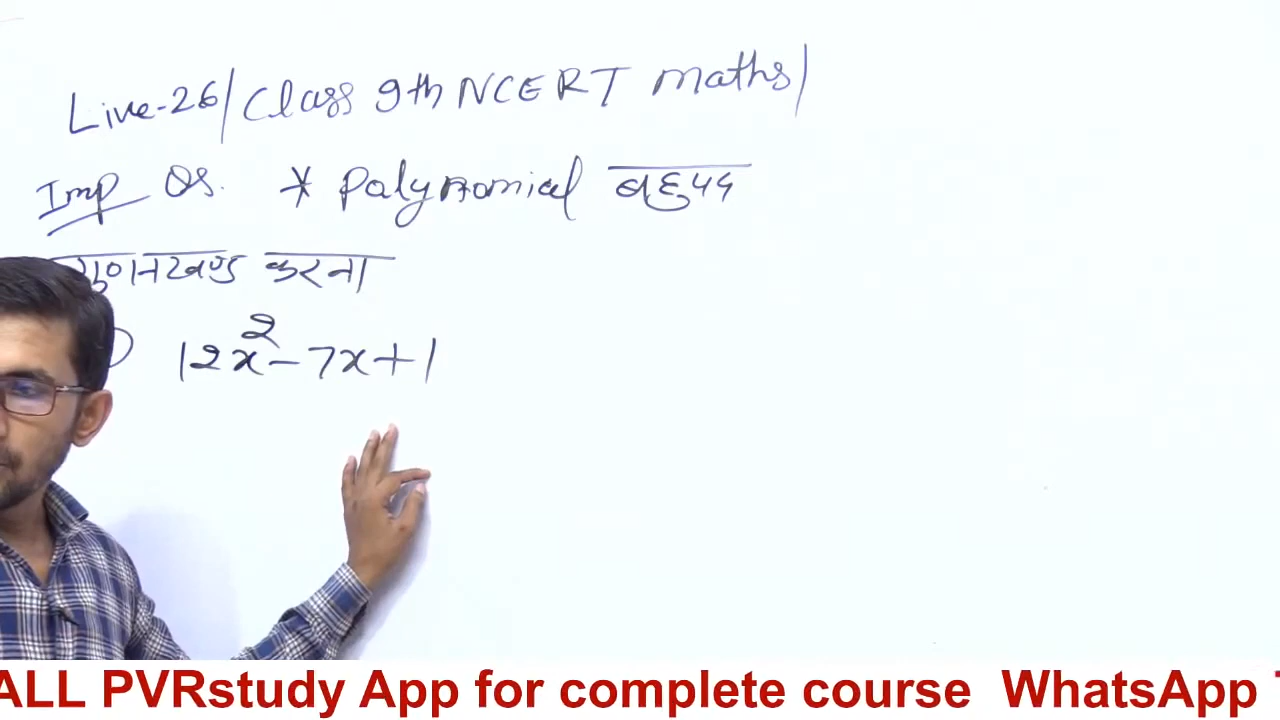 Live-26/Class 9th NCERT maths/
Imp Qs. * Polynomial बहुपद
गुणनखण्ड करना
12x² - 7x + 1
ALL PVRstudy App for complete course WhatsApp